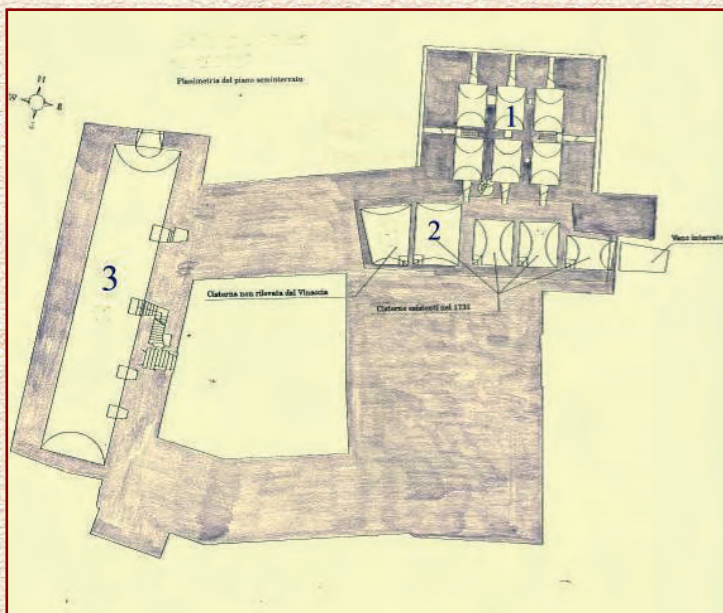 Planimetria del piano seminterrato
N
W
E
S
1
2
3
Vano interrato
Cisterna non rilevata dal Vinaccia
Cisterne esistenti nel 1731